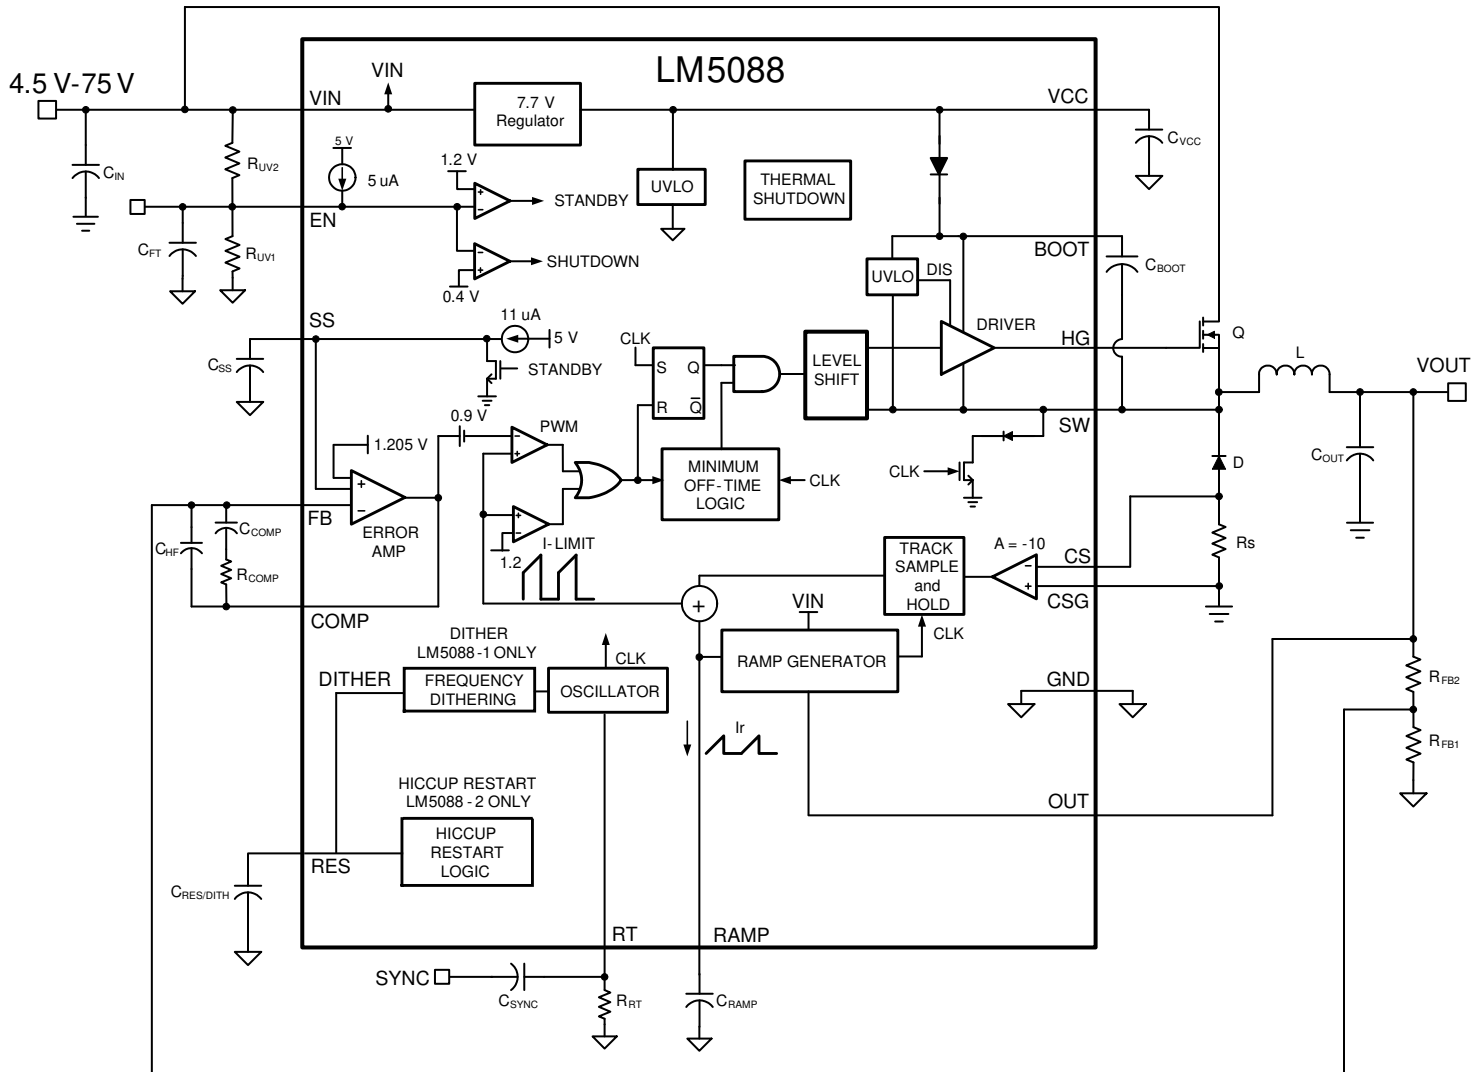 LM5088
4.5 V-75 V
VIN
VIN
7.7 V
Regulator
VCC
CVCC
CIN
RUV2
5 V
5 uA
1.2 V
+
-
STANDBY
UVLO
THERMAL
SHUTDOWN
EN
CFT
RUV1
-
+
SHUTDOWN
0.4 V
BOOT
CBOOT
UVLO
DIS
DRIVER
HG
Q
SS
11 uA
5 V
STANDBY
CSS
CLK
S
Q
R
Q
LEVEL
SHIFT
L
VOUT
SW
COUT
D
0.9 V
PWM
-
+
1.205 V
+
-
ERROR
AMP
FB
MINIMUM
OFF-TIME
LOGIC
CLK
CLK
CHF
CCOMP
RCOMP
+
-
1.2
I-LIMIT
COMP
+
TRACK
SAMPLE
and
HOLD
A = -10
-
+
CS
CSG
Rs
CLK
VIN
RAMP GENERATOR
DITHER
LM5088-1 ONLY
DITHER
FREQUENCY
DITHERING
CLK
OSCILLATOR
GND
RFB2
RFB1
Ir
OUT
HICCUP RESTART
LM5088-2 ONLY
HICCUP
RESTART
LOGIC
RES
CRES/DITH
RT
RAMP
SYNC
CSYNC
RRT
CRAMP